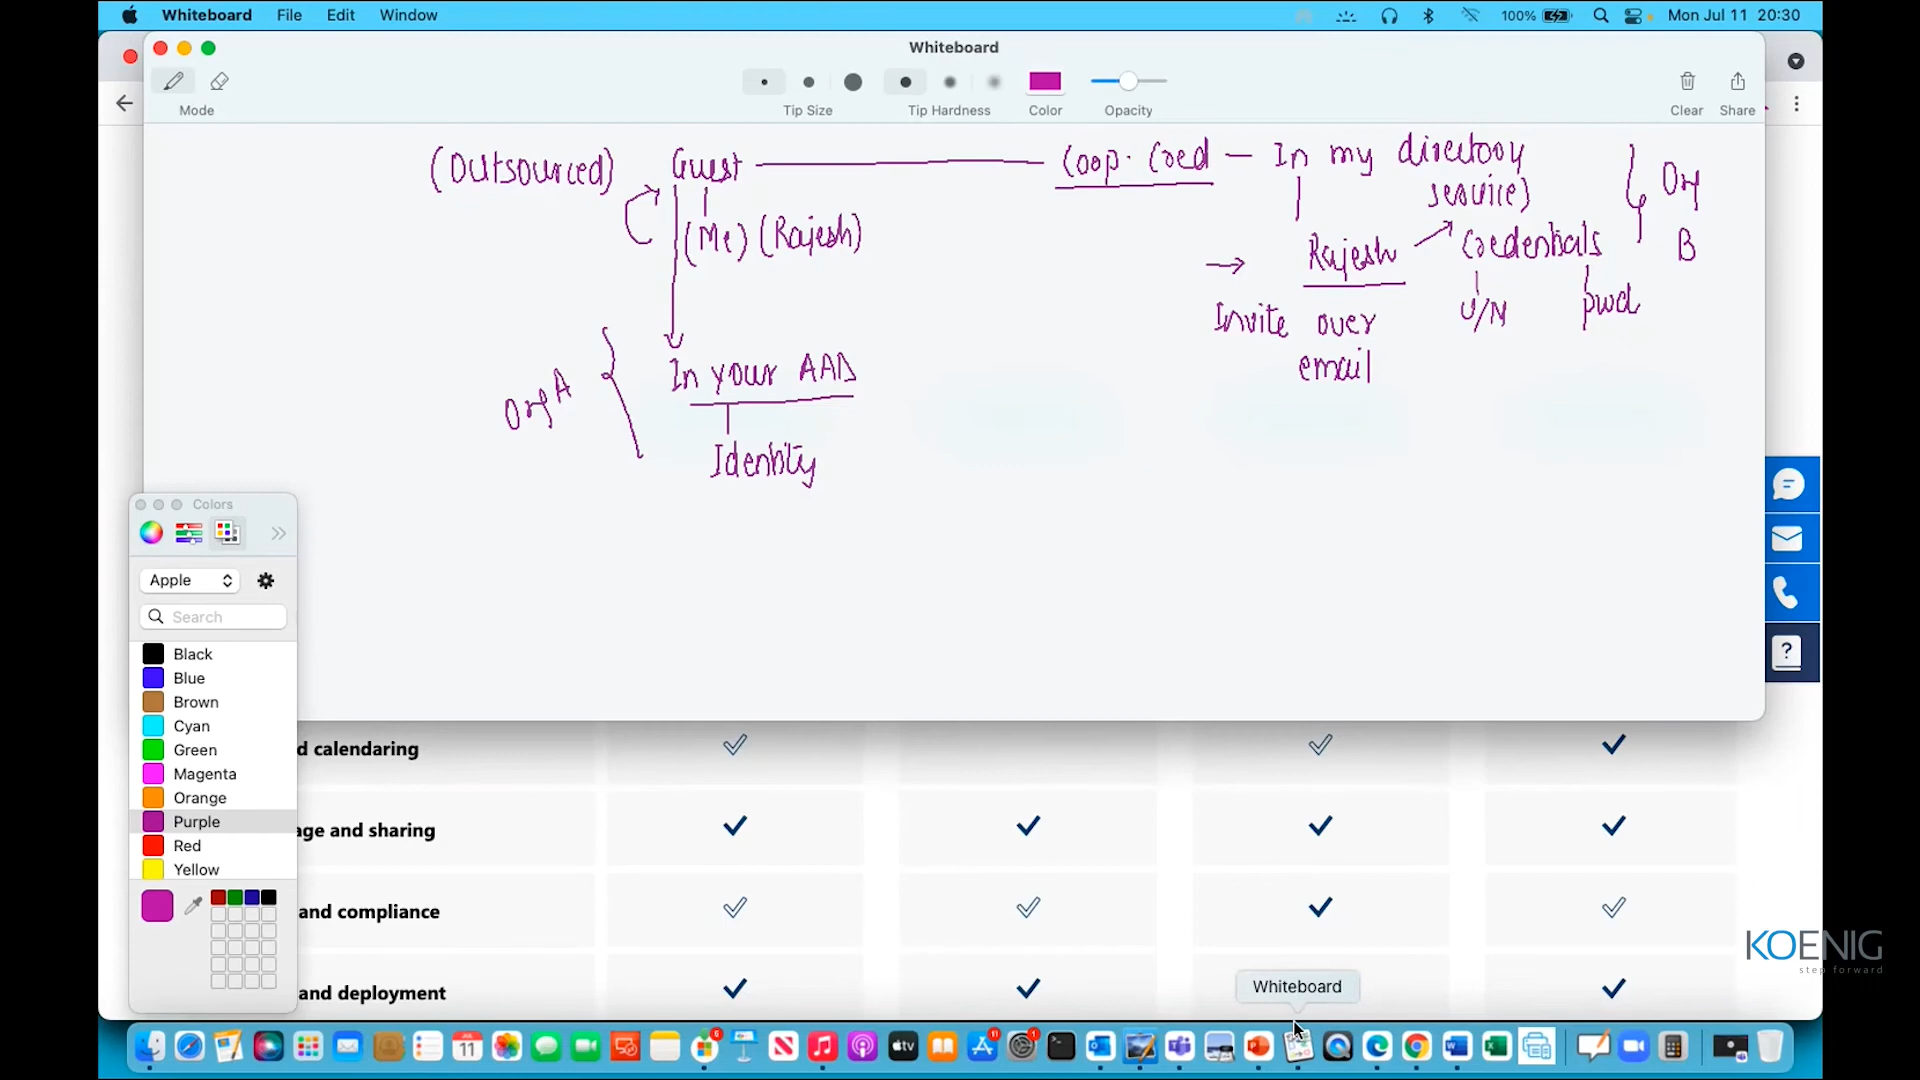 Whiteboard File Edit Window 100% Mon Jul 11 20:30
Whiteboard
Mode Tip Size Tip Hardness Color Opacity Clear Share
(Outsourced) Guest Corp. Cred In my directory
service)
Org
B
(Me) (Rajesh)
Rajesh Credentials
U/N pwd
Invite over
email
In your AAD
Org A
Identity
Colors
Apple
Search
Black
Blue
Brown
Cyan
Green
Magenta
Orange
Purple
Red
Yellow
?
d calendaring
age and sharing
and compliance
and deployment
KOENIG
step forward
Whiteboard
11
tv